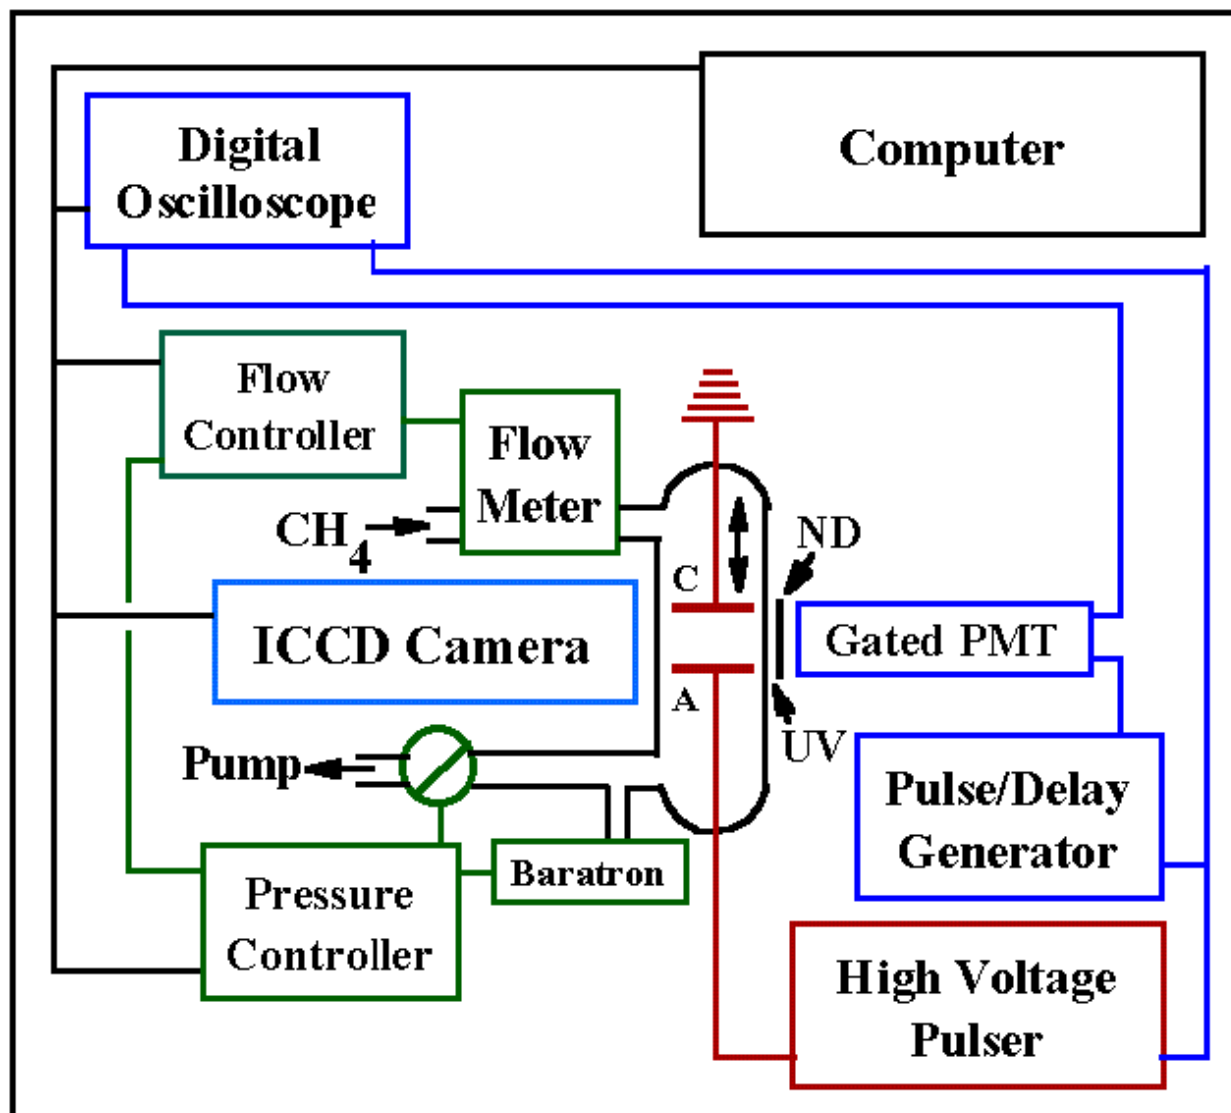 Digital
Oscilloscope
Computer
Flow
Controller
Flow
Meter
CH4
ND
C
ICCD Camera
Gated PMT
A
UV
Pump
Pulse/Delay
Generator
Baratron
Pressure
Controller
High Voltage
Pulser